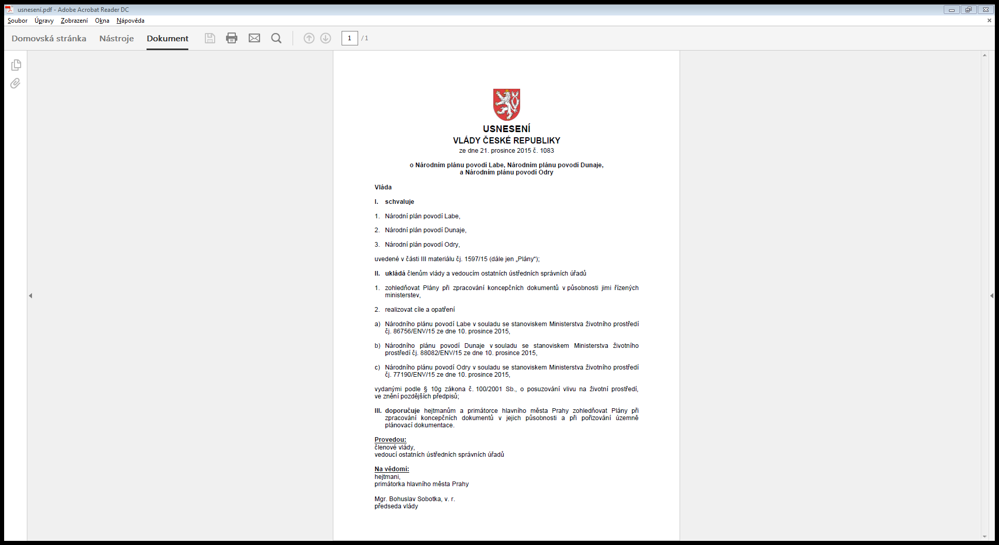 usnesení.pdf - Adobe Acrobat Reader DC
Soubor Úpravy Zobrazení Okna Nápověda
Domovská stránka Nástroje Dokument 1 / 1
USNESENÍ
VLÁDY ČESKÉ REPUBLIKY
ze dne 21. prosince 2015 č. 1083
o Národním plánu povodí Labe, Národním plánu povodí Dunaje,
a Národním plánu povodí Odry
Vláda
I. schvaluje
1. Národní plán povodí Labe,
2. Národní plán povodí Dunaje,
3. Národní plán povodí Odry,
uvedené v části III materiálu čj. 1597/15 (dále jen „Plány“);
II. ukládá členům vlády a vedoucím ostatních ústředních správních úřadů
1. zohledňovat Plány při zpracování koncepčních dokumentů v působnosti jimi řízených
ministerstev,
2. realizovat cíle a opatření
a) Národního plánu povodí Labe v souladu se stanoviskem Ministerstva životního prostředí
čj. 86756/ENV/15 ze dne 10. prosince 2015,
b) Národního plánu povodí Dunaje v souladu se stanoviskem Ministerstva životního
prostředí čj. 88082/ENV/15 ze dne 10. prosince 2015,
c) Národního plánu povodí Odry v souladu se stanoviskem Ministerstva životního prostředí
čj. 77190/ENV/15 ze dne 10. prosince 2015,
vydanými podle § 10g zákona č. 100/2001 Sb., o posuzování vlivu na životní prostředí,
ve znění pozdějších předpisů;
III. doporučuje hejtmanům a primátorce hlavního města Prahy zohledňovat Plány při
zpracování koncepčních dokumentů v jejich působnosti a při pořizování územně
plánovací dokumentace.
Provedou:
členové vlády,
vedoucí ostatních ústředních správních úřadů
Na vědomí:
hejtmani,
primátorka hlavního města Prahy
Mgr. Bohuslav Sobotka, v. r.
předseda vlády